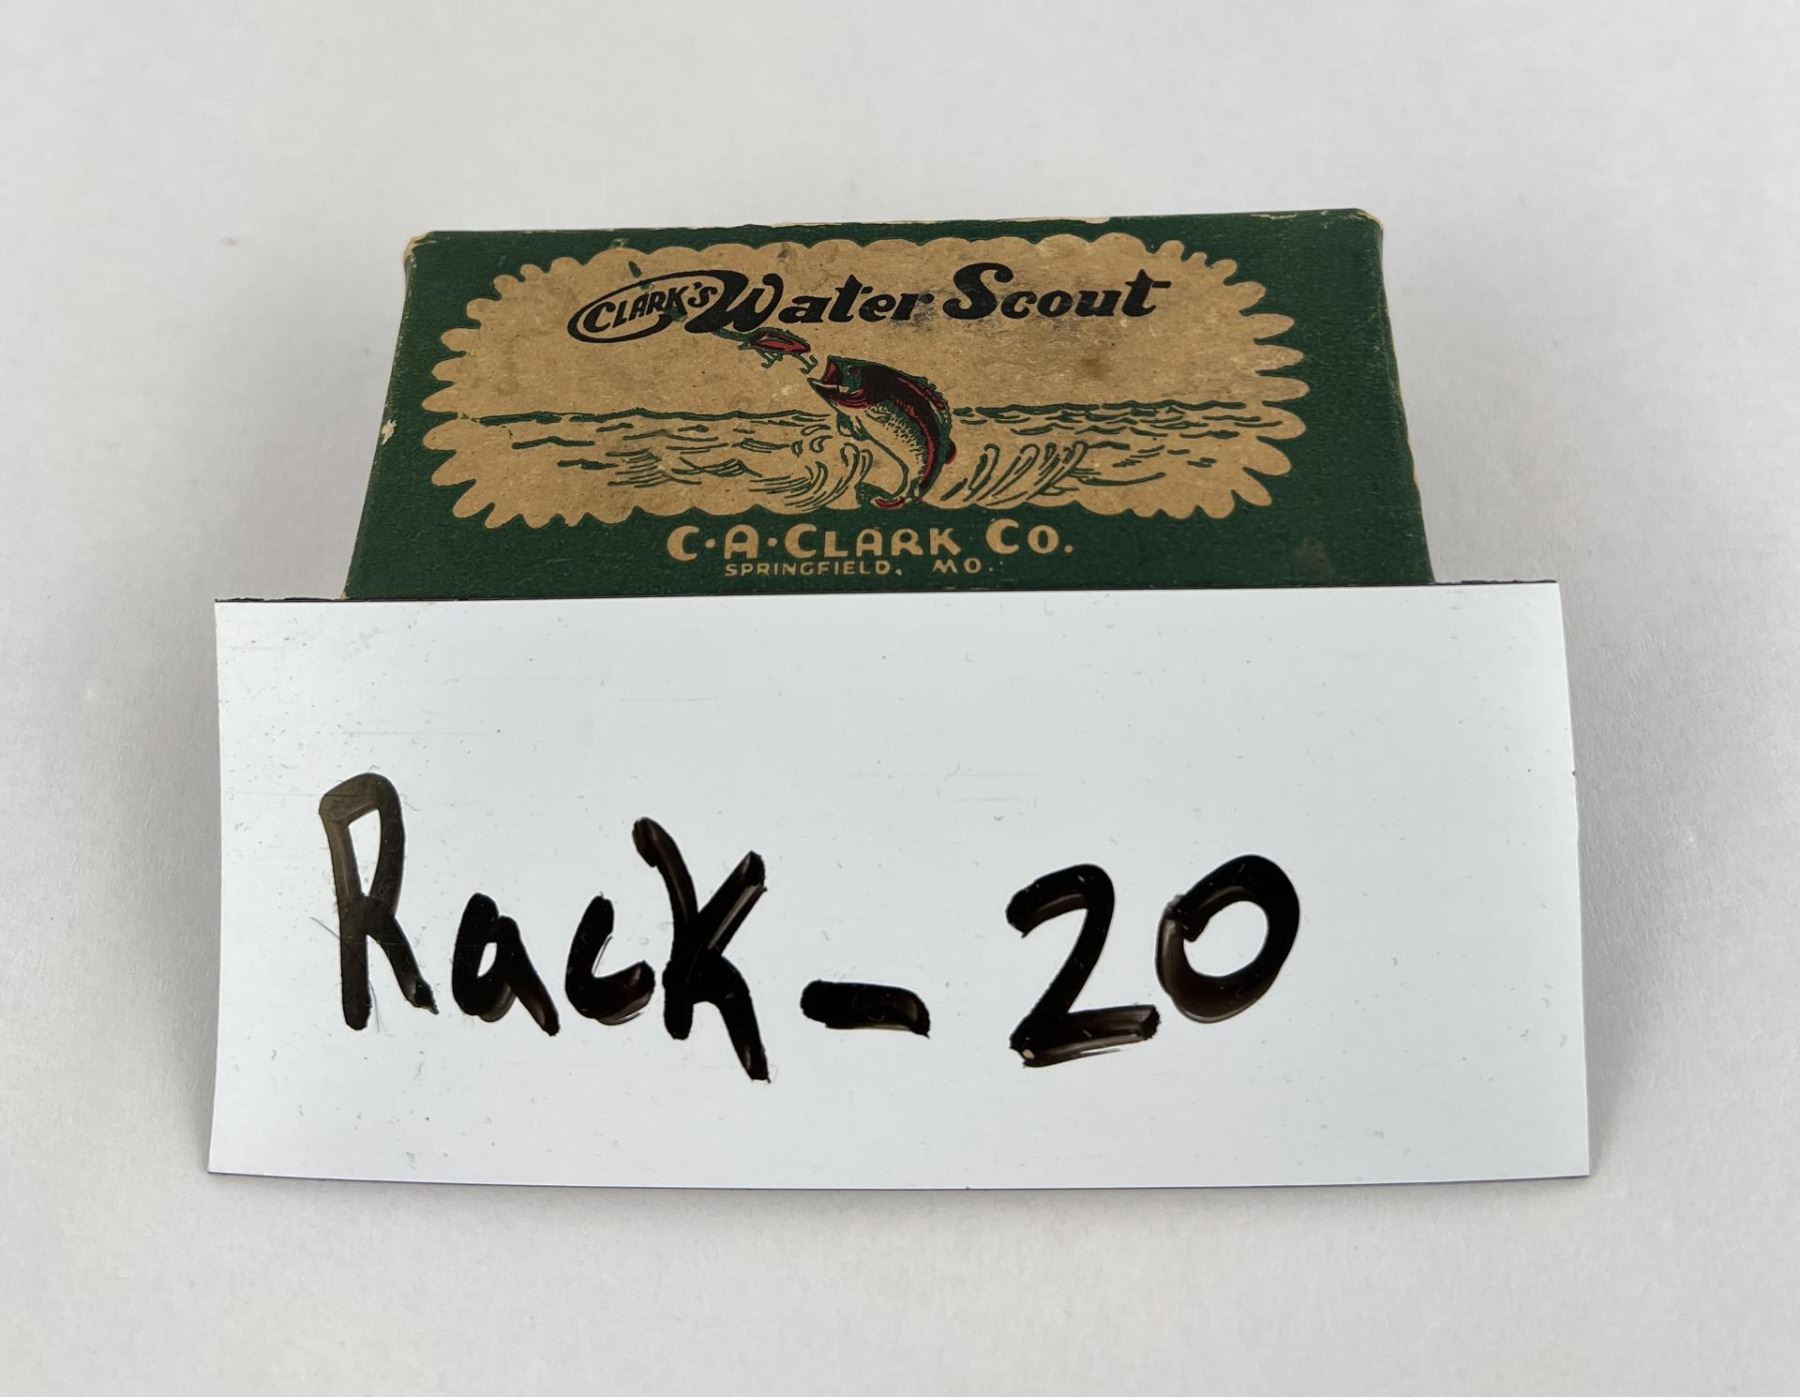 CLARK'S Water Scout
C·A·CLARK CO.
SPRINGFIELD, MO.
Rack - 20